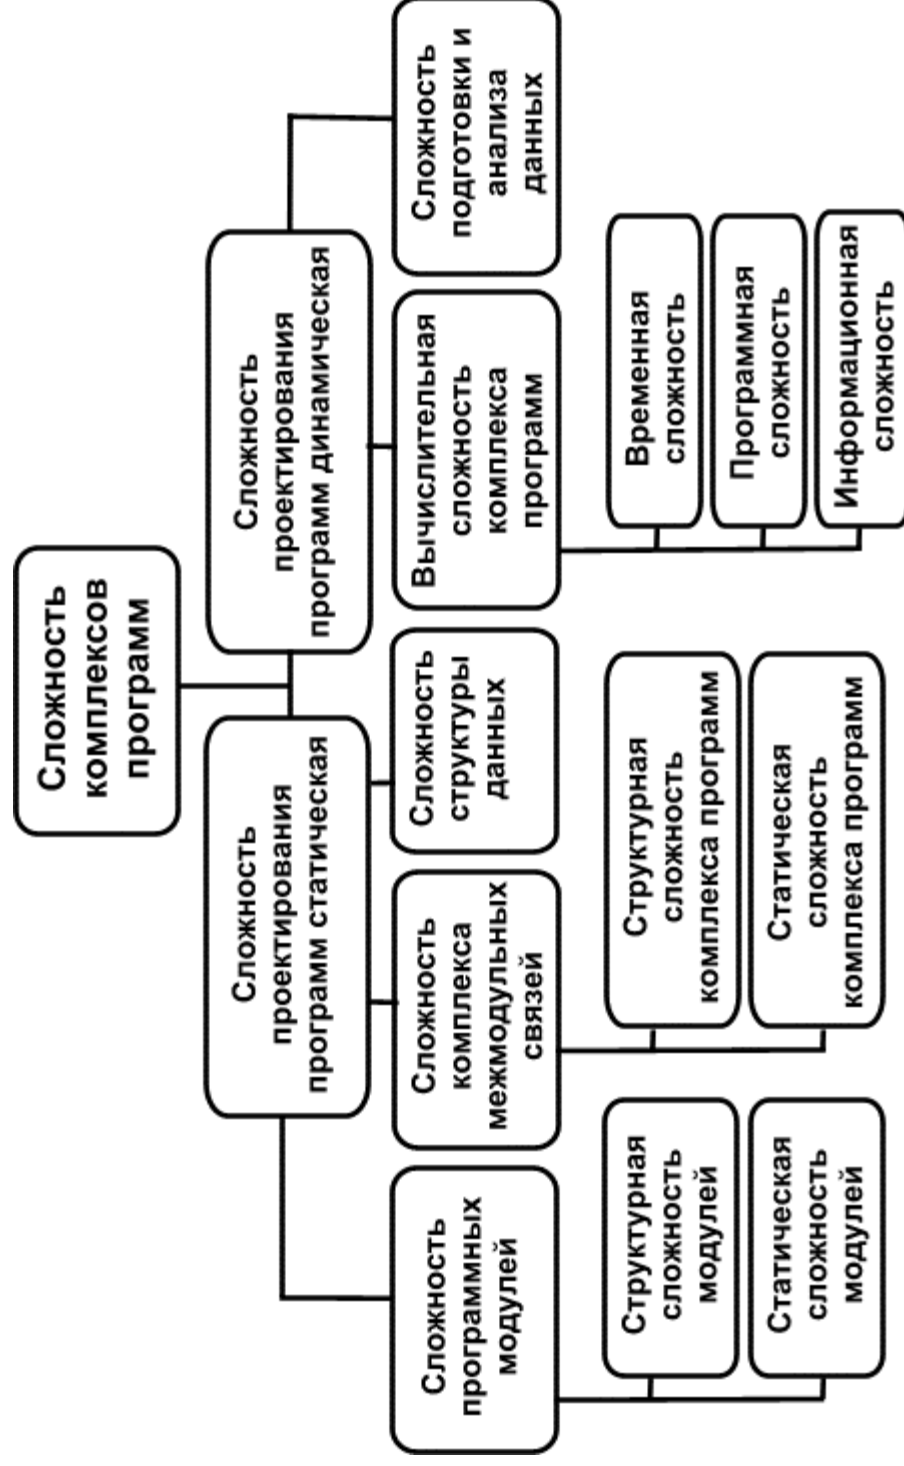 Сложность
комплексов
программ
Сложность
проектирования
программ статическая
Сложность
проектирования
программ динамическая
Сложность
программных
модулей
Сложность
комплекса
межмодульных
связей
Сложность
структуры
данных
Вычислительная
сложность
комплекса
программ
Сложность
подготовки и
анализа
данных
Структурная
сложность
модулей
Статическая
сложность
модулей
Структурная
сложность
комплекса программ
Статическая
сложность
комплекса программ
Временная
сложность
Программная
сложность
Информационная
сложность